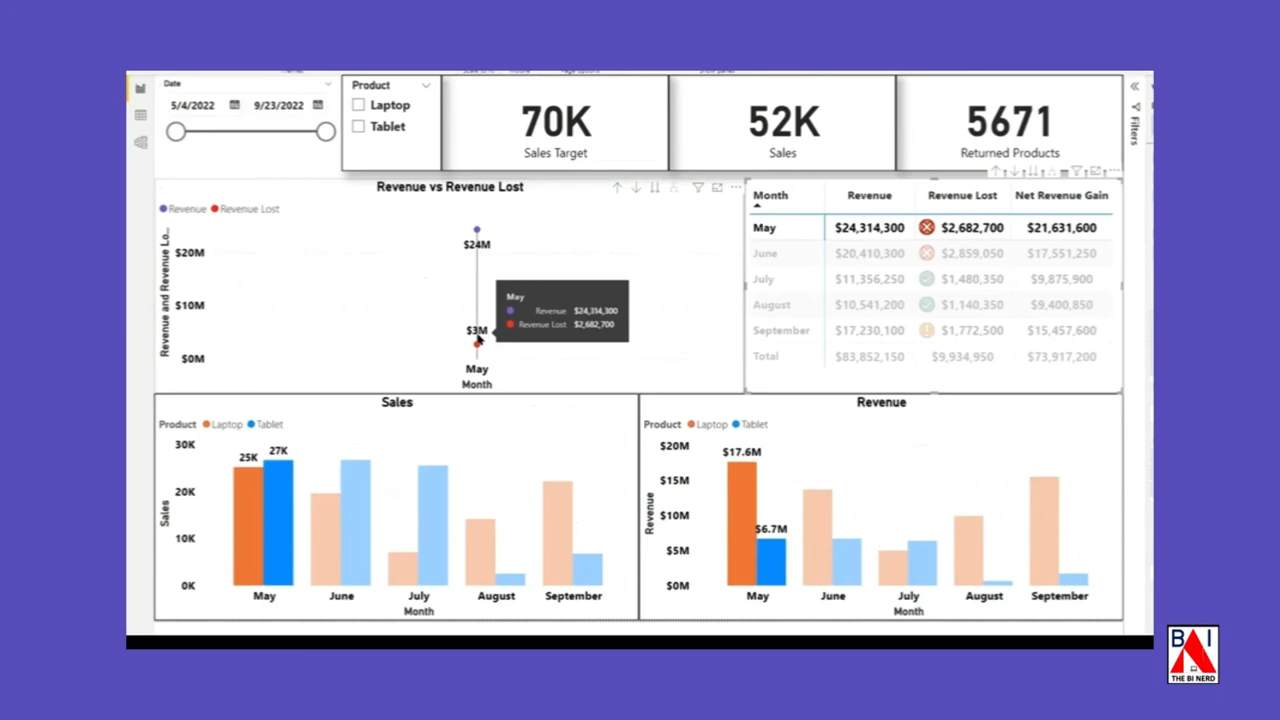 Date
5/4/2022 9/23/2022
Product
Laptop
Tablet
70K
Sales Target
52K
Sales
5671
Returned Products
Filters
Revenue vs Revenue Lost
Revenue Revenue Lost
Revenue and Revenue Lo...
$20M
$10M
$0M
$24M
$3M
May
Month
May
Revenue $24,314,300
Revenue Lost $2,682,700
Month Revenue Revenue Lost Net Revenue Gain
May $24,314,300 $2,682,700 $21,631,600
June $20,410,300 $2,859,050 $17,551,250
July $11,356,250 $1,480,350 $9,875,900
August $10,541,200 $1,140,350 $9,400,850
September $17,230,100 $1,772,500 $15,457,600
Total $83,852,150 $9,934,950 $73,917,200
Sales
Product Laptop Tablet
Sales
30K
20K
10K
0K
25K 27K
May June July August September
Month
Revenue
Product Laptop Tablet
Revenue
$20M
$15M
$10M
$5M
$0M
$17.6M
$6.7M
May June July August September
Month
B I
A
THE BI NERD